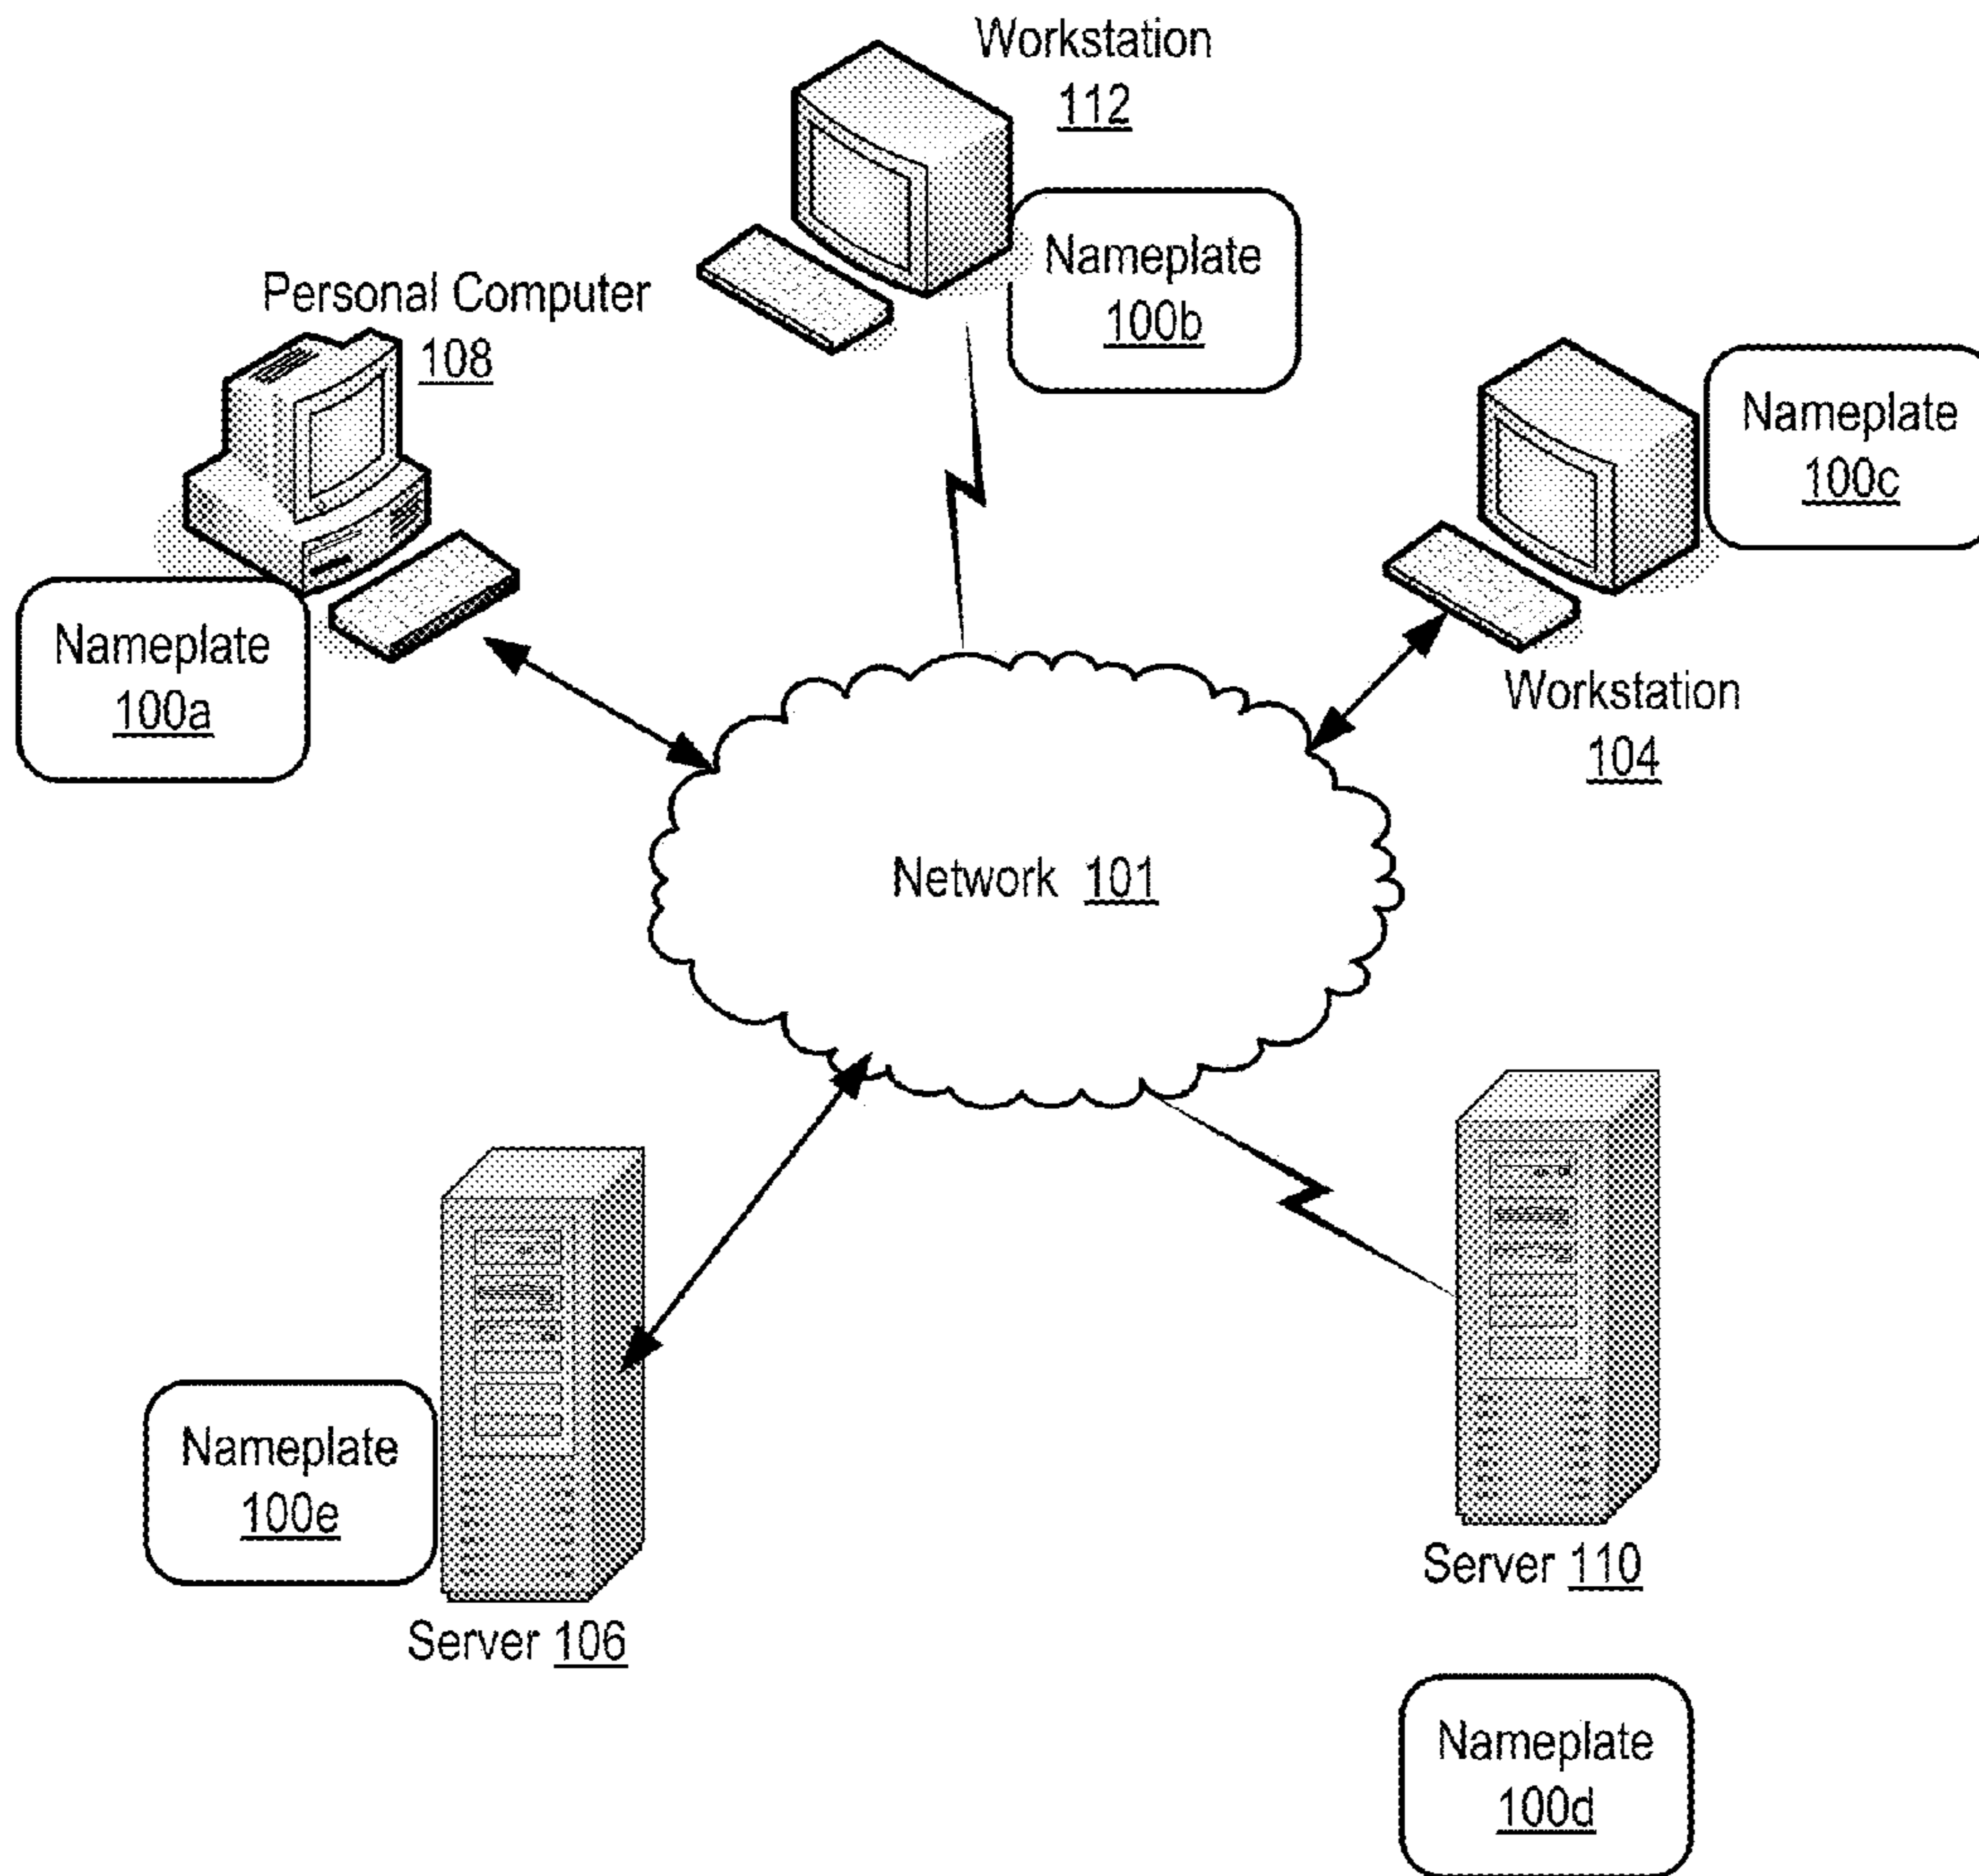 Workstation
112
Nameplate
100b
Personal Computer
108
Nameplate
100c
Nameplate
100a
Workstation
104
Network 101
Nameplate
100e
Server 110
Server 106
Nameplate
100d